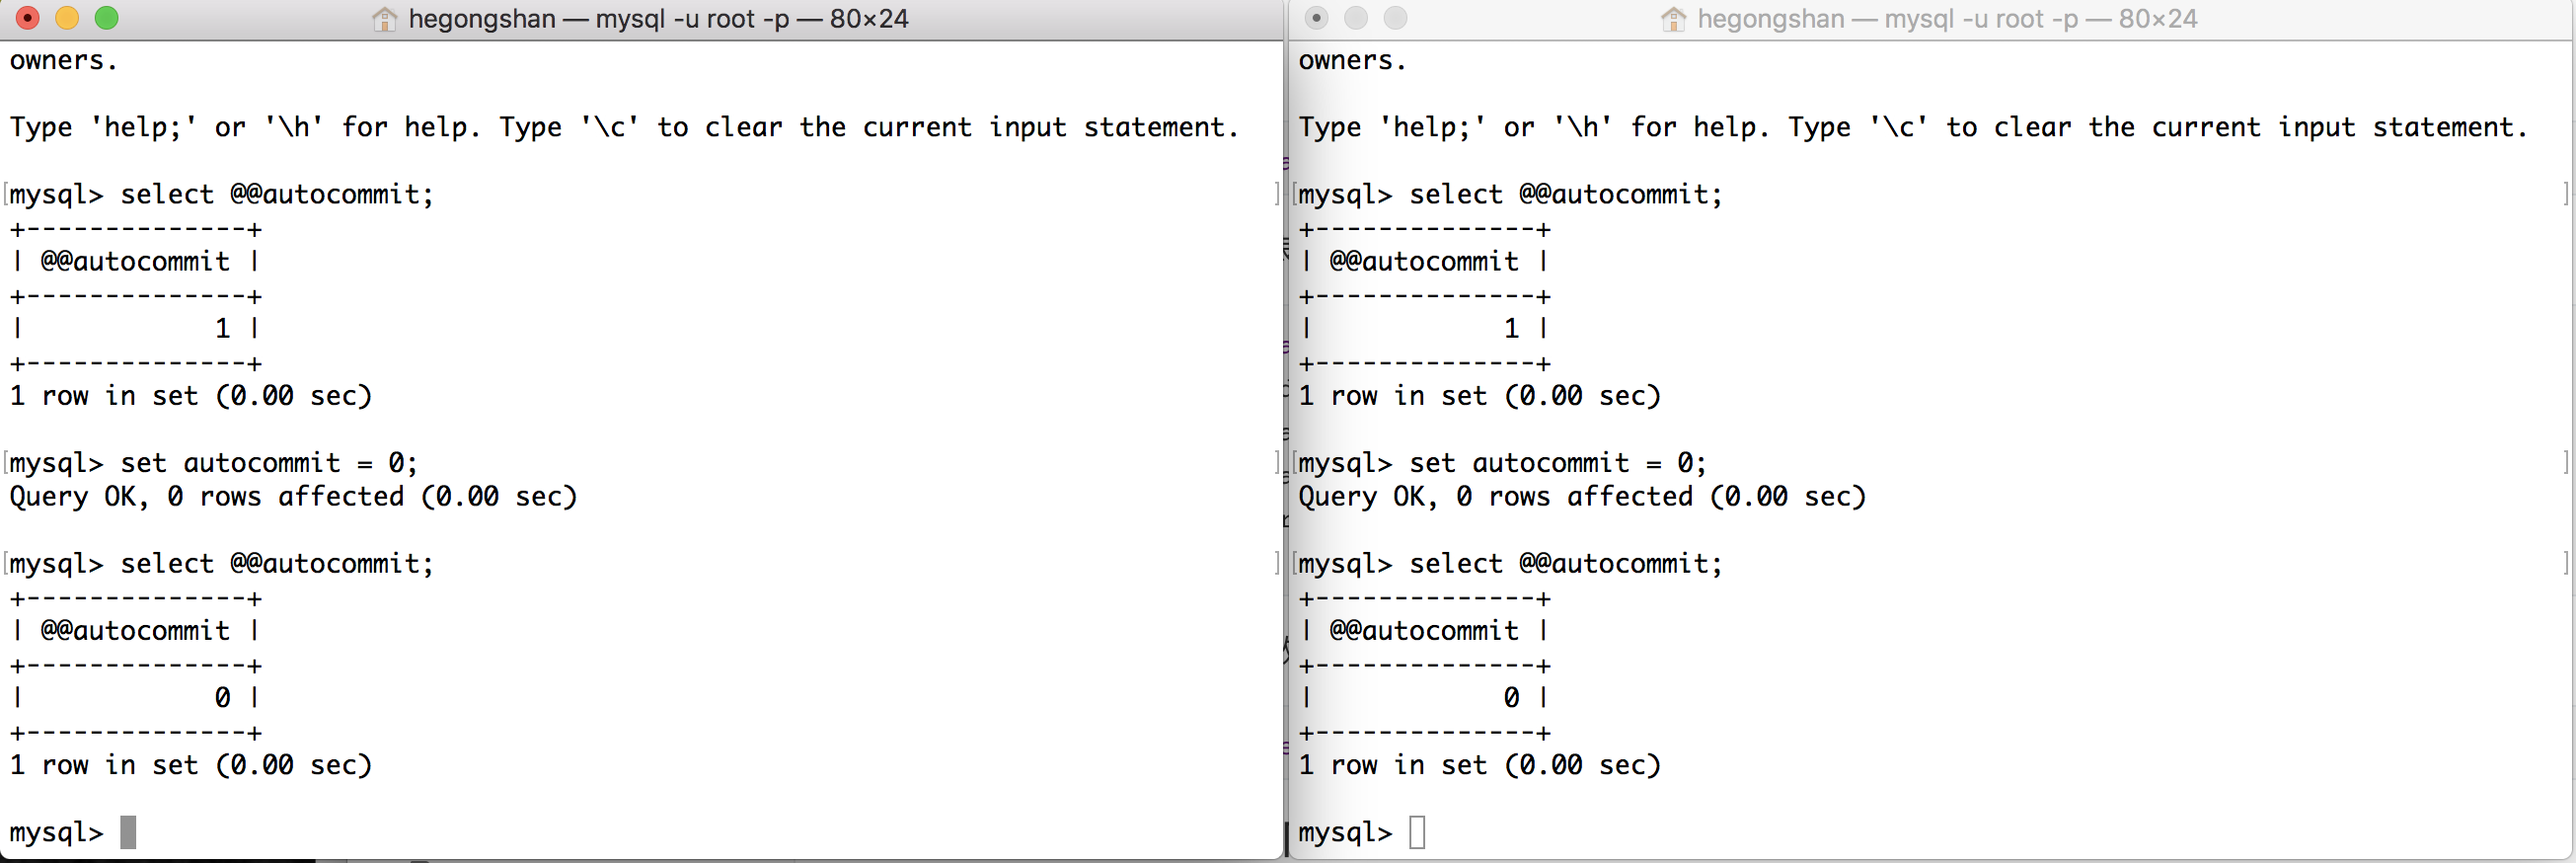 hegongshan — mysql -u root -p — 80×24
owners.
Type 'help;' or '\h' for help. Type '\c' to clear the current input statement.
mysql> select @@autocommit;
+--------------+
| @@autocommit |
+--------------+
|            1 |
+--------------+
1 row in set (0.00 sec)
mysql> set autocommit = 0;
Query OK, 0 rows affected (0.00 sec)
mysql> select @@autocommit;
+--------------+
| @@autocommit |
+--------------+
|            0 |
+--------------+
1 row in set (0.00 sec)
mysql>
hegongshan — mysql -u root -p — 80×24
owners.
Type 'help;' or '\h' for help. Type '\c' to clear the current input statement.
mysql> select @@autocommit;
+--------------+
| @@autocommit |
+--------------+
|            1 |
+--------------+
1 row in set (0.00 sec)
mysql> set autocommit = 0;
Query OK, 0 rows affected (0.00 sec)
mysql> select @@autocommit;
+--------------+
| @@autocommit |
+--------------+
|            0 |
+--------------+
1 row in set (0.00 sec)
mysql>